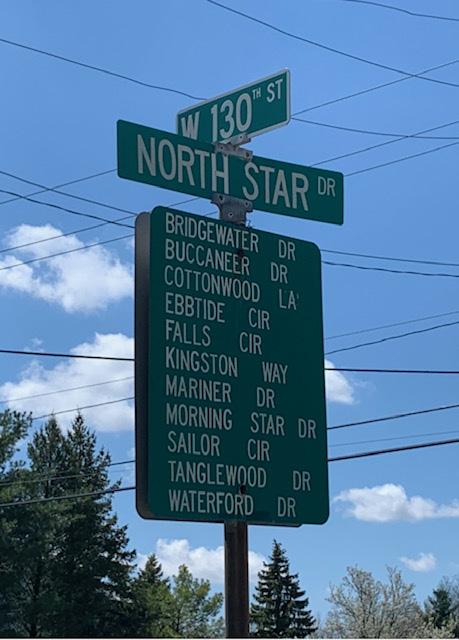 W 130TH ST
NORTH STAR DR
BRIDGEWATER DR
BUCCANEER DR
COTTONWOOD LA'
EBBTIDE CIR
FALLS CIR
KINGSTON WAY
MARINER DR
MORNING STAR DR
SAILOR CIR
TANGLEWOOD DR
WATERFORD DR